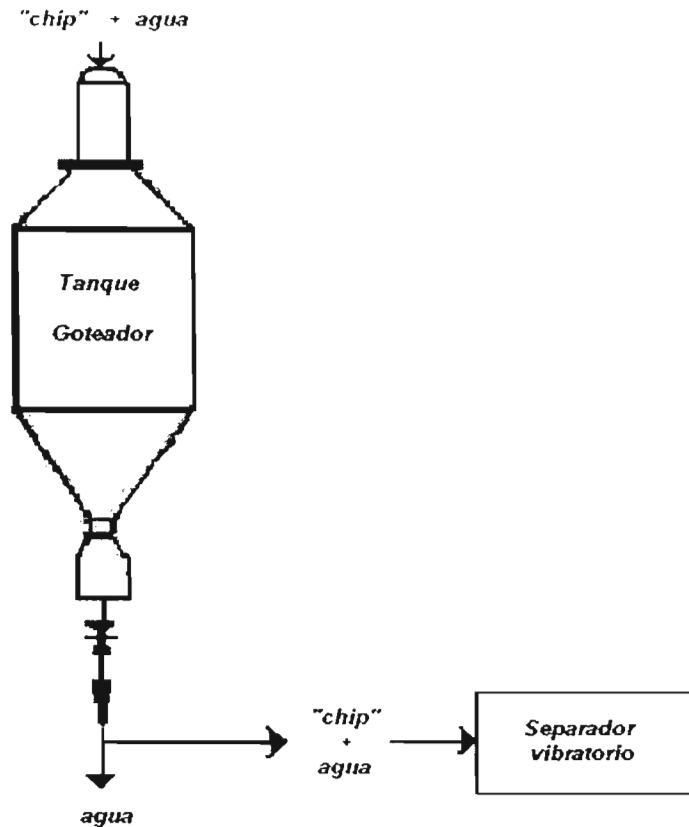 "chip" + agua
Tanque
Goteador
"chip"
+
agua
Separador
vibratorio
agua